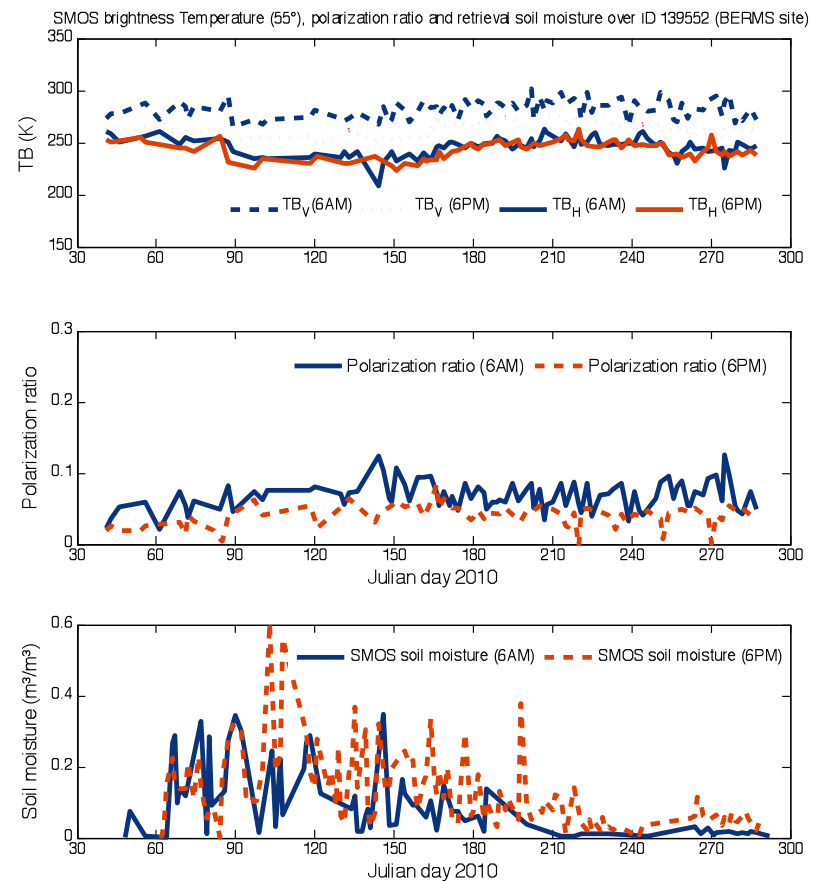 SMOS brightness Temperature (55°), polarization ratio and retrieval soil moisture over ID 139552 (BERMS site)
350
300
250
200
150
TB (K)
TBV (6AM) TBV (6PM) TBH (6AM) TBH (6PM)
30 60 90 120 150 180 210 240 270 300
0.3
0.2
0.1
0
Polarization ratio
Polarization ratio (6AM) Polarization ratio (6PM)
30 60 90 120 150 180 210 240 270 300
Julian day 2010
0.6
0.4
0.2
0
Soil moisture (m³/m³)
SMOS soil moisture (6AM) SMOS soil moisture (6PM)
30 60 90 120 150 180 210 240 270 300
Julian day 2010